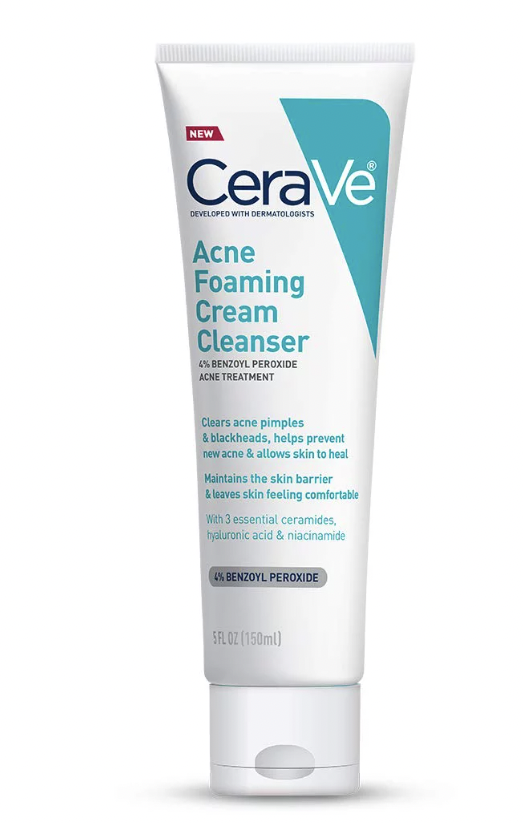 NEW
CeraVe®
DEVELOPED WITH DERMATOLOGISTS
Acne
Foaming
Cream
Cleanser
4% BENZOYL PEROXIDE
ACNE TREATMENT
Clears acne pimples
& blackheads, helps prevent
new acne & allows skin to heal
Maintains the skin barrier
& leaves skin feeling comfortable
With 3 essential ceramides,
hyaluronic acid & niacinamide
4% BENZOYL PEROXIDE
5 FL OZ (150ml)